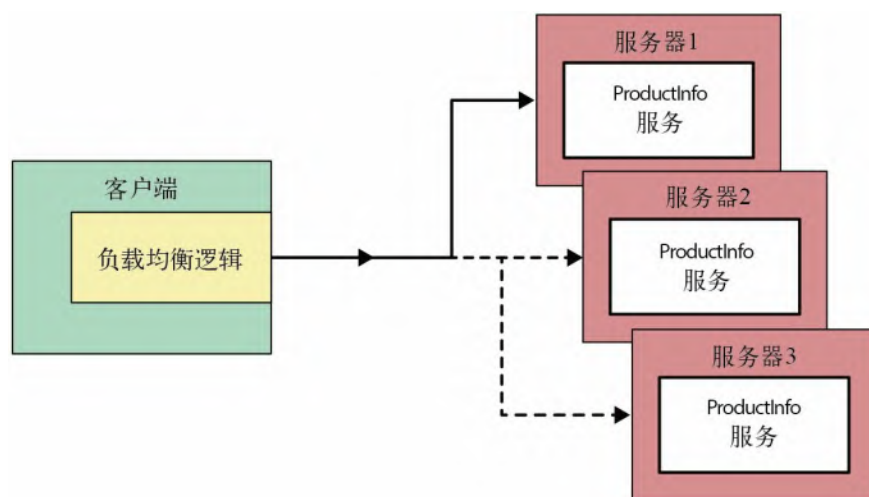 客户端
负载均衡逻辑
服务器1
ProductInfo
服务
服务器2
ProductInfo
服务
服务器3
ProductInfo
服务